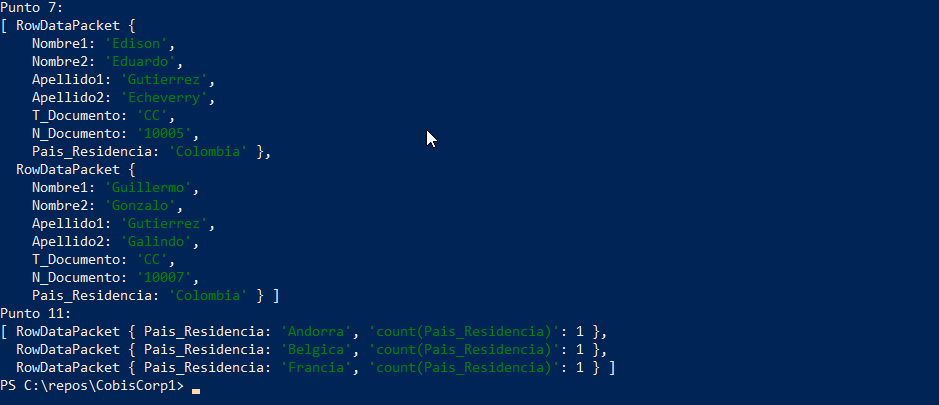 Punto 7:
[ RowDataPacket {
    Nombre1: 'Edison',
    Nombre2: 'Eduardo',
    Apellido1: 'Gutierrez',
    Apellido2: 'Echeverry',
    T_Documento: 'CC',
    N_Documento: '10005',
    Pais_Residencia: 'Colombia' },
  RowDataPacket {
    Nombre1: 'Guillermo',
    Nombre2: 'Gonzalo',
    Apellido1: 'Gutierrez',
    Apellido2: 'Galindo',
    T_Documento: 'CC',
    N_Documento: '10007',
    Pais_Residencia: 'Colombia' } ]
Punto 11:
[ RowDataPacket { Pais_Residencia: 'Andorra', 'count(Pais_Residencia)': 1 },
  RowDataPacket { Pais_Residencia: 'Belgica', 'count(Pais_Residencia)': 1 },
  RowDataPacket { Pais_Residencia: 'Francia', 'count(Pais_Residencia)': 1 } ]
PS C:\repos\CobisCorp1>